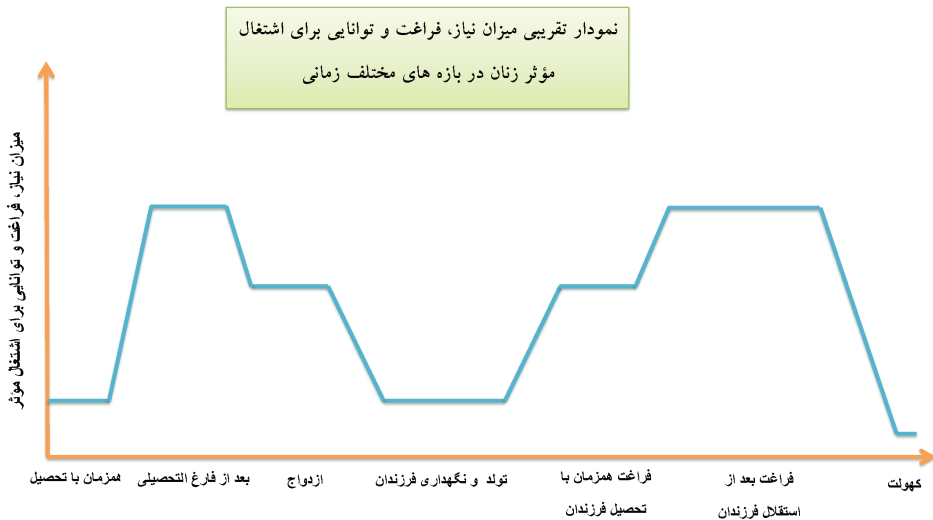 نمودار تقریبی میزان نیاز، فراغت و توانایی برای اشتغال
مؤثر زنان در بازه های مختلف زمانی
میزان نیاز، فراغت و توانایی برای اشتغال موثر
همزمان با تحصیل
بعد از فارغ التحصیلی
ازدواج
تولد و نگهداری فرزندان
فراغت همزمان با
تحصیل فرزندان
فراغت بعد از
استقلال فرزندان
کهولت